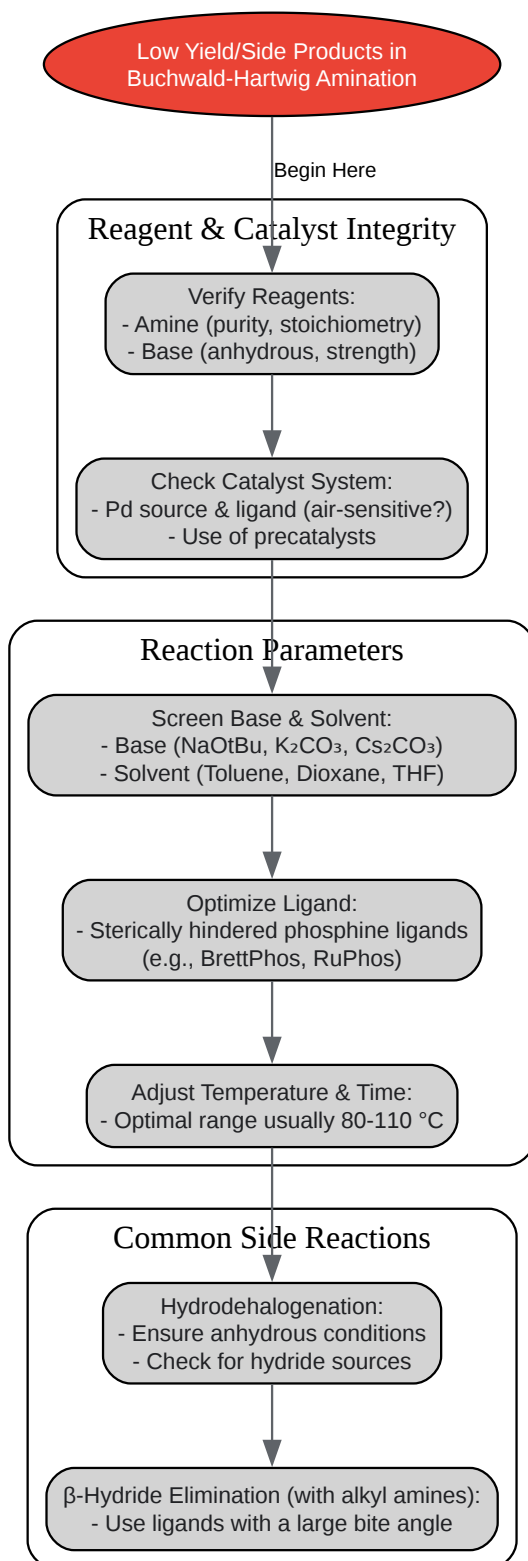 Low Yield/Side Products in
Buchwald-Hartwig Amination
Begin Here
Reagent & Catalyst Integrity
Verify Reagents:
- Amine (purity, stoichiometry)
- Base (anhydrous, strength)
Check Catalyst System:
- Pd source & ligand (air-sensitive?)
- Use of precatalysts
Reaction Parameters
Screen Base & Solvent:
- Base (NaOtBu, K₂CO₃, Cs₂CO₃)
- Solvent (Toluene, Dioxane, THF)
Optimize Ligand:
- Sterically hindered phosphine ligands
(e.g., BrettPhos, RuPhos)
Adjust Temperature & Time:
- Optimal range usually 80-110 °C
Common Side Reactions
Hydrodehalogenation:
- Ensure anhydrous conditions
- Check for hydride sources
β-Hydride Elimination (with alkyl amines):
- Use ligands with a large bite angle